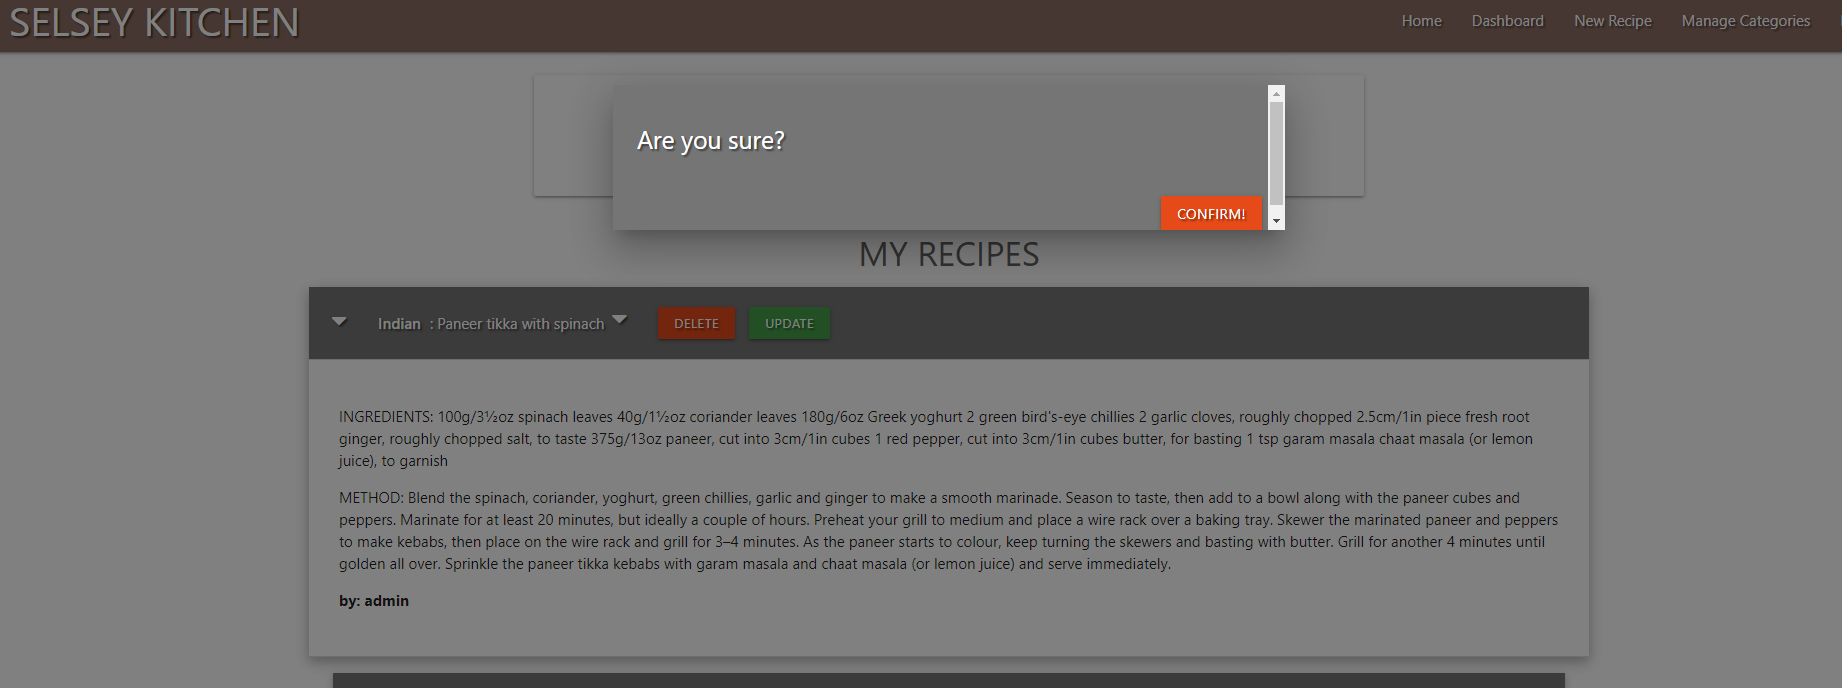 SELSEY KITCHEN
Home Dashboard New Recipe Manage Categories
Are you sure?
CONFIRM!
MY RECIPES
Indian : Paneer tikka with spinach DELETE UPDATE
INGREDIENTS: 100g/3½oz spinach leaves 40g/1½oz coriander leaves 180g/6oz Greek yoghurt 2 green bird's-eye chillies 2 garlic cloves, roughly chopped 2.5cm/1in piece fresh root
ginger, roughly chopped salt, to taste 375g/13oz paneer, cut into 3cm/1in cubes 1 red pepper, cut into 3cm/1in cubes butter, for basting 1 tsp garam masala chaat masala (or lemon
juice), to garnish
METHOD: Blend the spinach, coriander, yoghurt, green chillies, garlic and ginger to make a smooth marinade. Season to taste, then add to a bowl along with the paneer cubes and
peppers. Marinate for at least 20 minutes, but ideally a couple of hours. Preheat your grill to medium and place a wire rack over a baking tray. Skewer the marinated paneer and peppers
to make kebabs, then place on the wire rack and grill for 3–4 minutes. As the paneer starts to colour, keep turning the skewers and basting with butter. Grill for another 4 minutes until
golden all over. Sprinkle the paneer tikka kebabs with garam masala and chaat masala (or lemon juice) and serve immediately.
by: admin